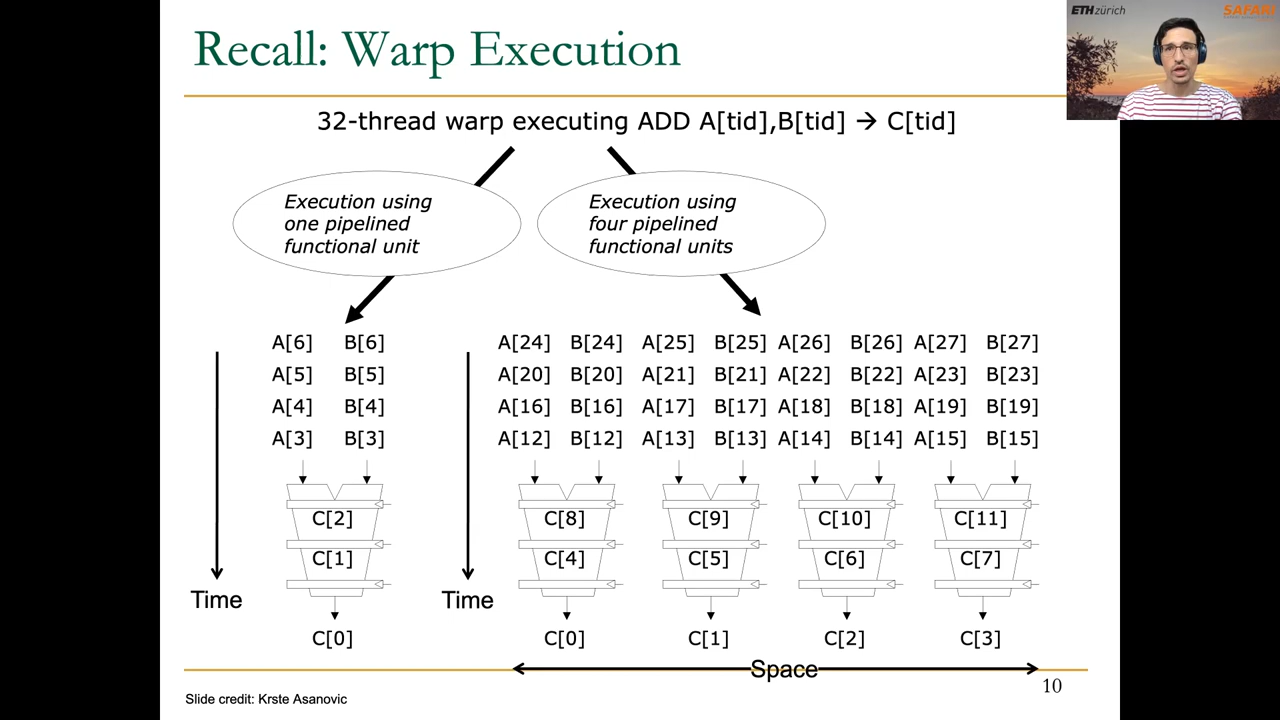 Recall: Warp Execution
ETHzürich
SAFARI
32-thread warp executing ADD A[tid],B[tid] → C[tid]
Execution using
one pipelined
functional unit
Execution using
four pipelined
functional units
A[6] B[6]
A[5] B[5]
A[4] B[4]
A[3] B[3]
C[2]
C[1]
C[0]
Time
A[24] B[24] A[25] B[25] A[26] B[26] A[27] B[27]
A[20] B[20] A[21] B[21] A[22] B[22] A[23] B[23]
A[16] B[16] A[17] B[17] A[18] B[18] A[19] B[19]
A[12] B[12] A[13] B[13] A[14] B[14] A[15] B[15]
C[8] C[9] C[10] C[11]
C[4] C[5] C[6] C[7]
C[0] C[1] C[2] C[3]
Time
Space
Slide credit: Krste Asanovic
10